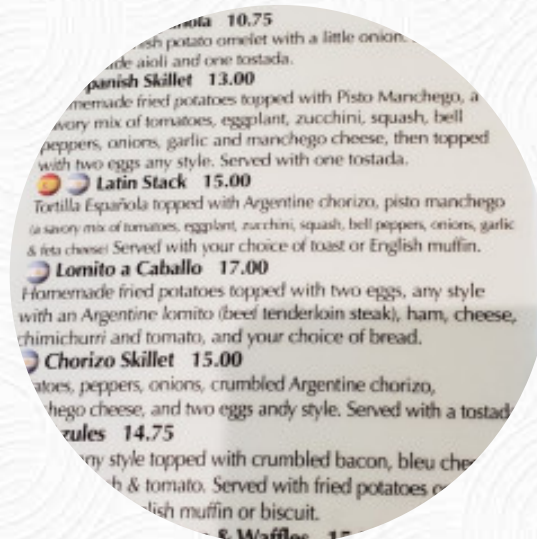 10.75
potato omelet with a little onion
aioli and one tostada.
Spanish Skillet 13.00
fried potatoes topped with Pisto Manchego, a
mix of tomatoes, eggplant, zucchini, squash, bell
peppers, onions, garlic and manchego cheese, then topped
with two eggs any style. Served with one tostada.
Latin Stack 15.00
Tortilla Española topped with Argentine chorizo, pisto manchego
(a savory mix of tomatoes, eggplant, zucchini, squash, bell peppers, onions, garlic
& feta cheese) Served with your choice of toast or English muffin.
Lomito a Caballo 17.00
Homemade fried potatoes topped with two eggs, any style
with an Argentine lomito (beef tenderloin steak), ham, cheese,
chimichurri and tomato, and your choice of bread.
Chorizo Skillet 15.00
peppers, onions, crumbled Argentine chorizo,
cheese, and two eggs andy style. Served with a
14.75
style topped with crumbled bacon, bleu
& tomato. Served with fried potatoes
muffin or biscuit.
& Waffles